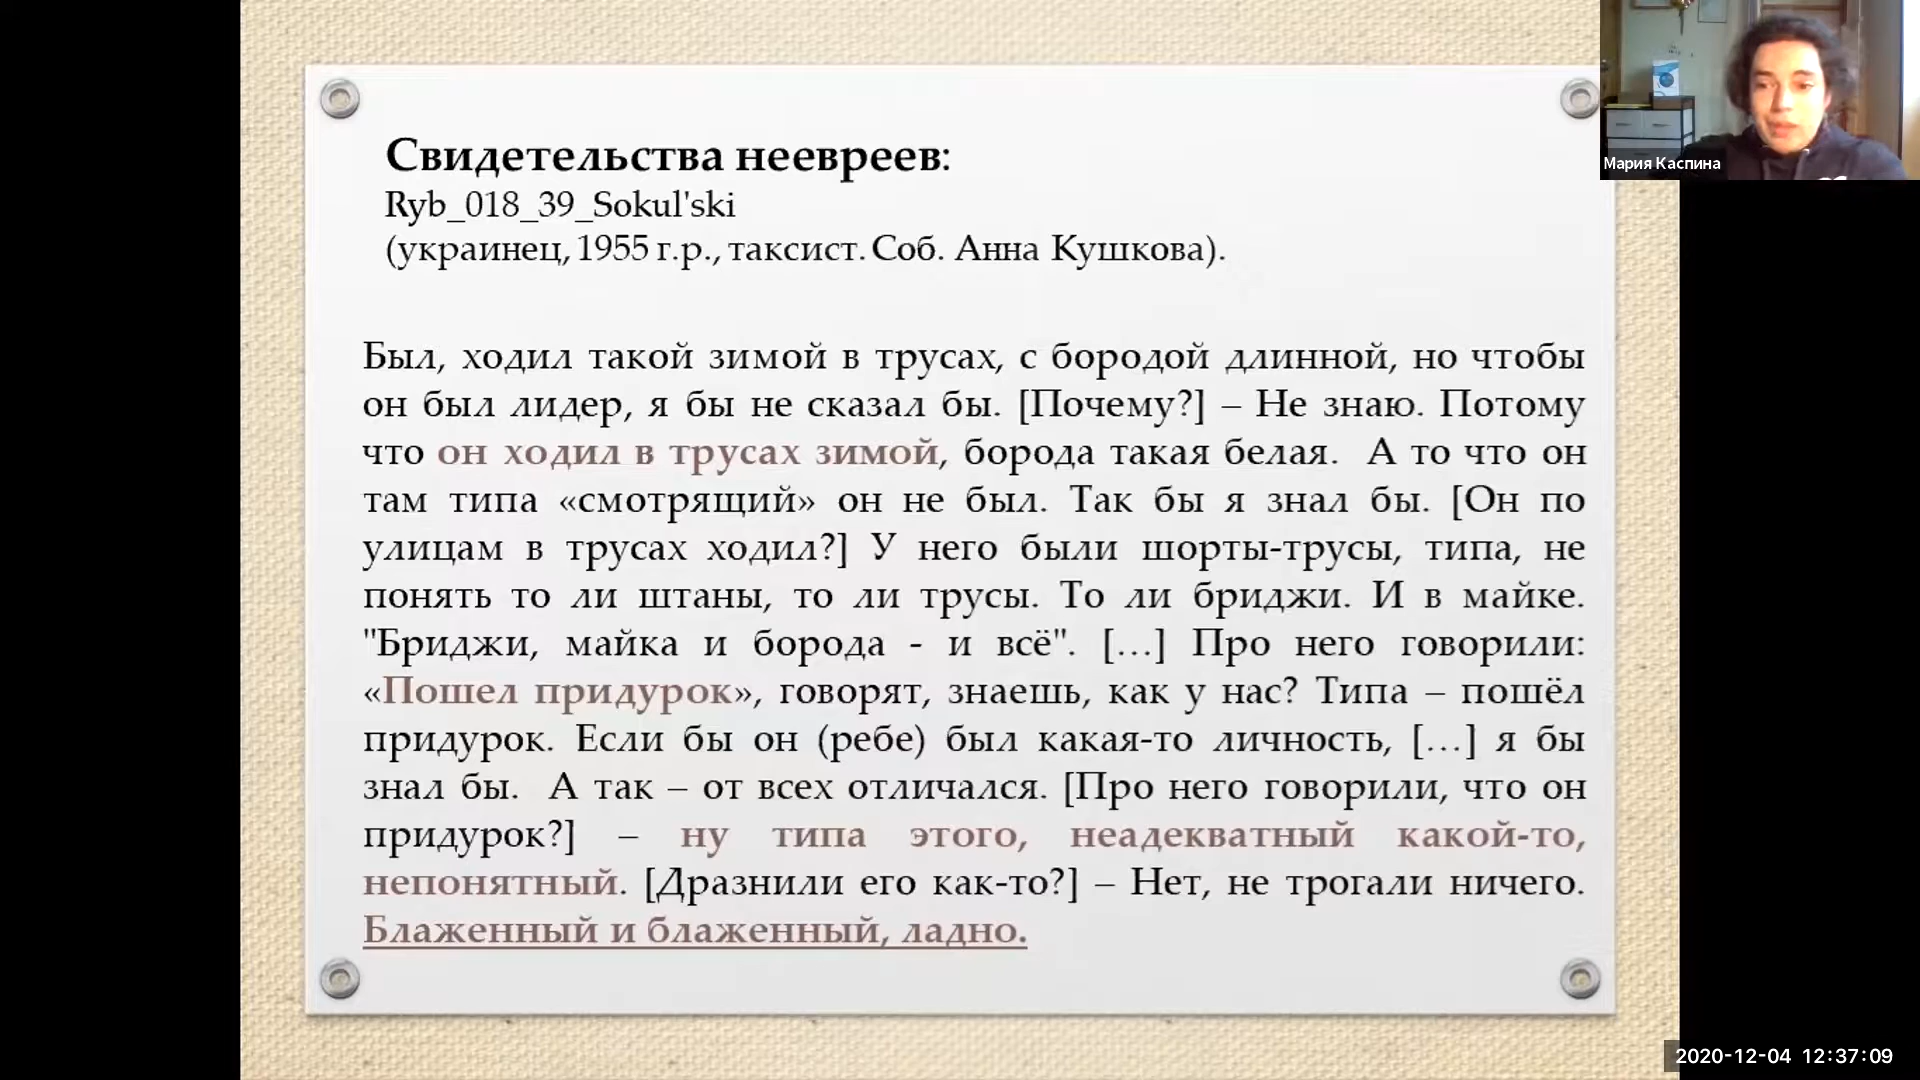 Мария Каспина
Свидетельства неевреев:
Ryb_018_39_Sokul'ski
(украинец, 1955 г.р., таксист. Соб. Анна Кушкова).
Был, ходил такой зимой в трусах, с бородой длинной, но чтобы
он был лидер, я бы не сказал бы. [Почему?] – Не знаю. Потому
что он ходил в трусах зимой, борода такая белая. А то что он
там типа «смотрящий» он не был. Так бы я знал бы. [Он по
улицам в трусах ходил?] У него были шорты-трусы, типа, не
понять то ли штаны, то ли трусы. То ли бриджи. И в майке.
"Бриджи, майка и борода - и всё". […] Про него говорили:
«Пошел придурок», говорят, знаешь, как у нас? Типа – пошёл
придурок. Если бы он (ребе) был какая-то личность, […] я бы
знал бы. А так – от всех отличался. [Про него говорили, что он
придурок?] – ну типа этого, неадекватный какой-то,
непонятный. [Дразнили его как-то?] – Нет, не трогали ничего.
Блаженный и блаженный, ладно.
2020-12-04 12:37:09